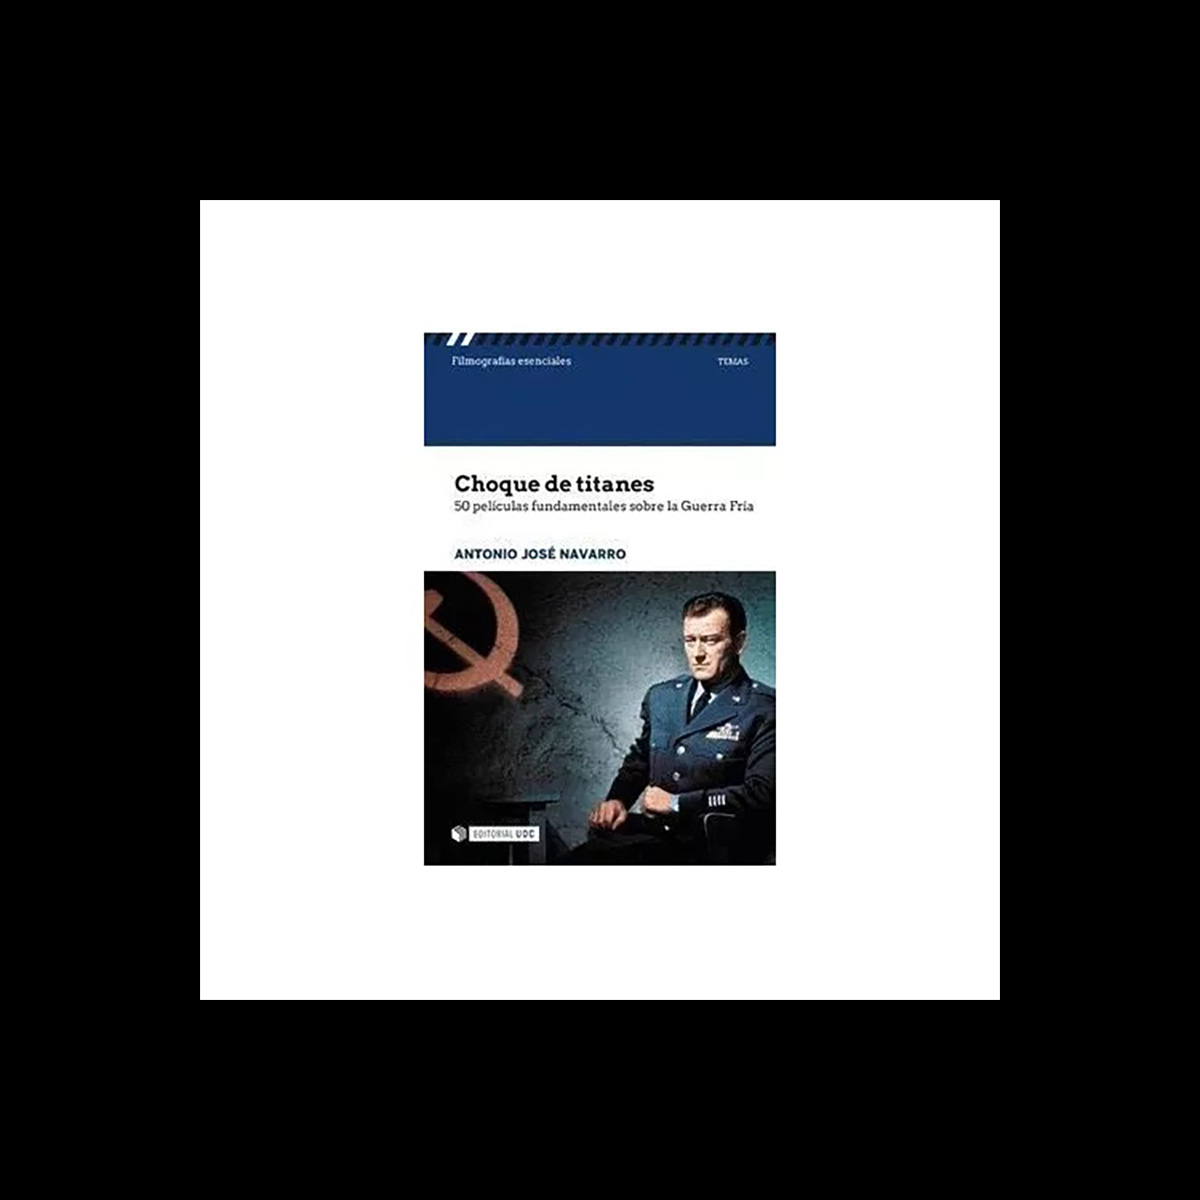 Filmografías esenciales
TEMAS
Choque de titanes
50 películas fundamentales sobre la Guerra Fría
ANTONIO JOSÉ NAVARRO
EDITORIAL UOC